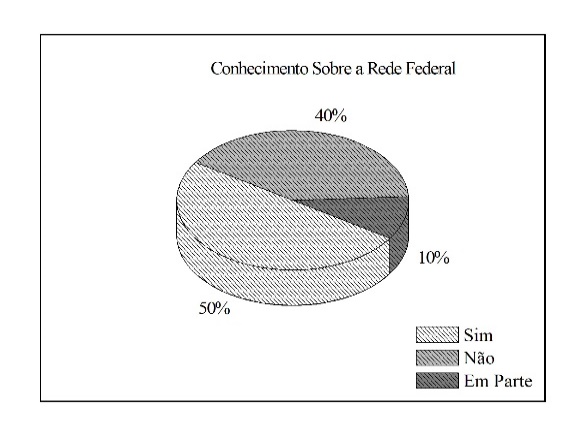 Conhecimento Sobre a Rede Federal
40%
10%
50%
Sim
Não
Em Parte